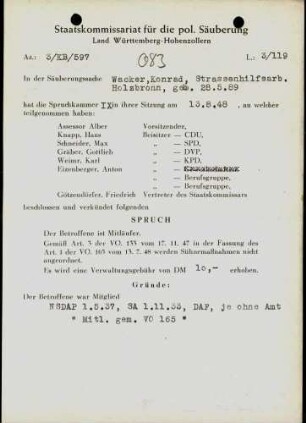 Staatskommissariat für die pol. Säuberung
Land Württemberg-Hohenzollern
Az.: 3/KB/597
083
L.: 3/119
In der Säuberungssache Wacker,Konrad, Strassenhilfsarb.
Holzbronn, geb. 28.5.89
hat die Spruchkammer IX in ihrer Sitzung am 13.8.48 , an welcher
teilgenommen haben:
Assessor Alber Vorsitzender,
Knapp, Hans Beisitzer — CDU,
Schneider, Max „ — SPD,
Gräber, Gottlieb „ — DVP,
Weimr, Karl „ — KPD,
Eizenberger, Anton „ —
„ — Berufsgruppe,
„ — Berufsgruppe,
Götzendörfer, Friedrich Vertreter des Staatskommissars
beschlossen und verkündet folgenden
SPRUCH
Der Betroffene ist Mitläufer.
Gemäß Art. 3 der VO. 133 vom 17. 11. 47 in der Fassung des
Art. 1 der VO. 165 vom 13. 7. 48 werden Sühnemaßnahmen nicht
angeordnet.
Es wird eine Verwaltungsgebühr von DM 10,- erhoben.
Gründe:
Der Betroffene war Mitglied
NSDAP 1.5.37, SA 1.11.33, DAF, je ohne Amt
" Mitl. gem. VO 165 "